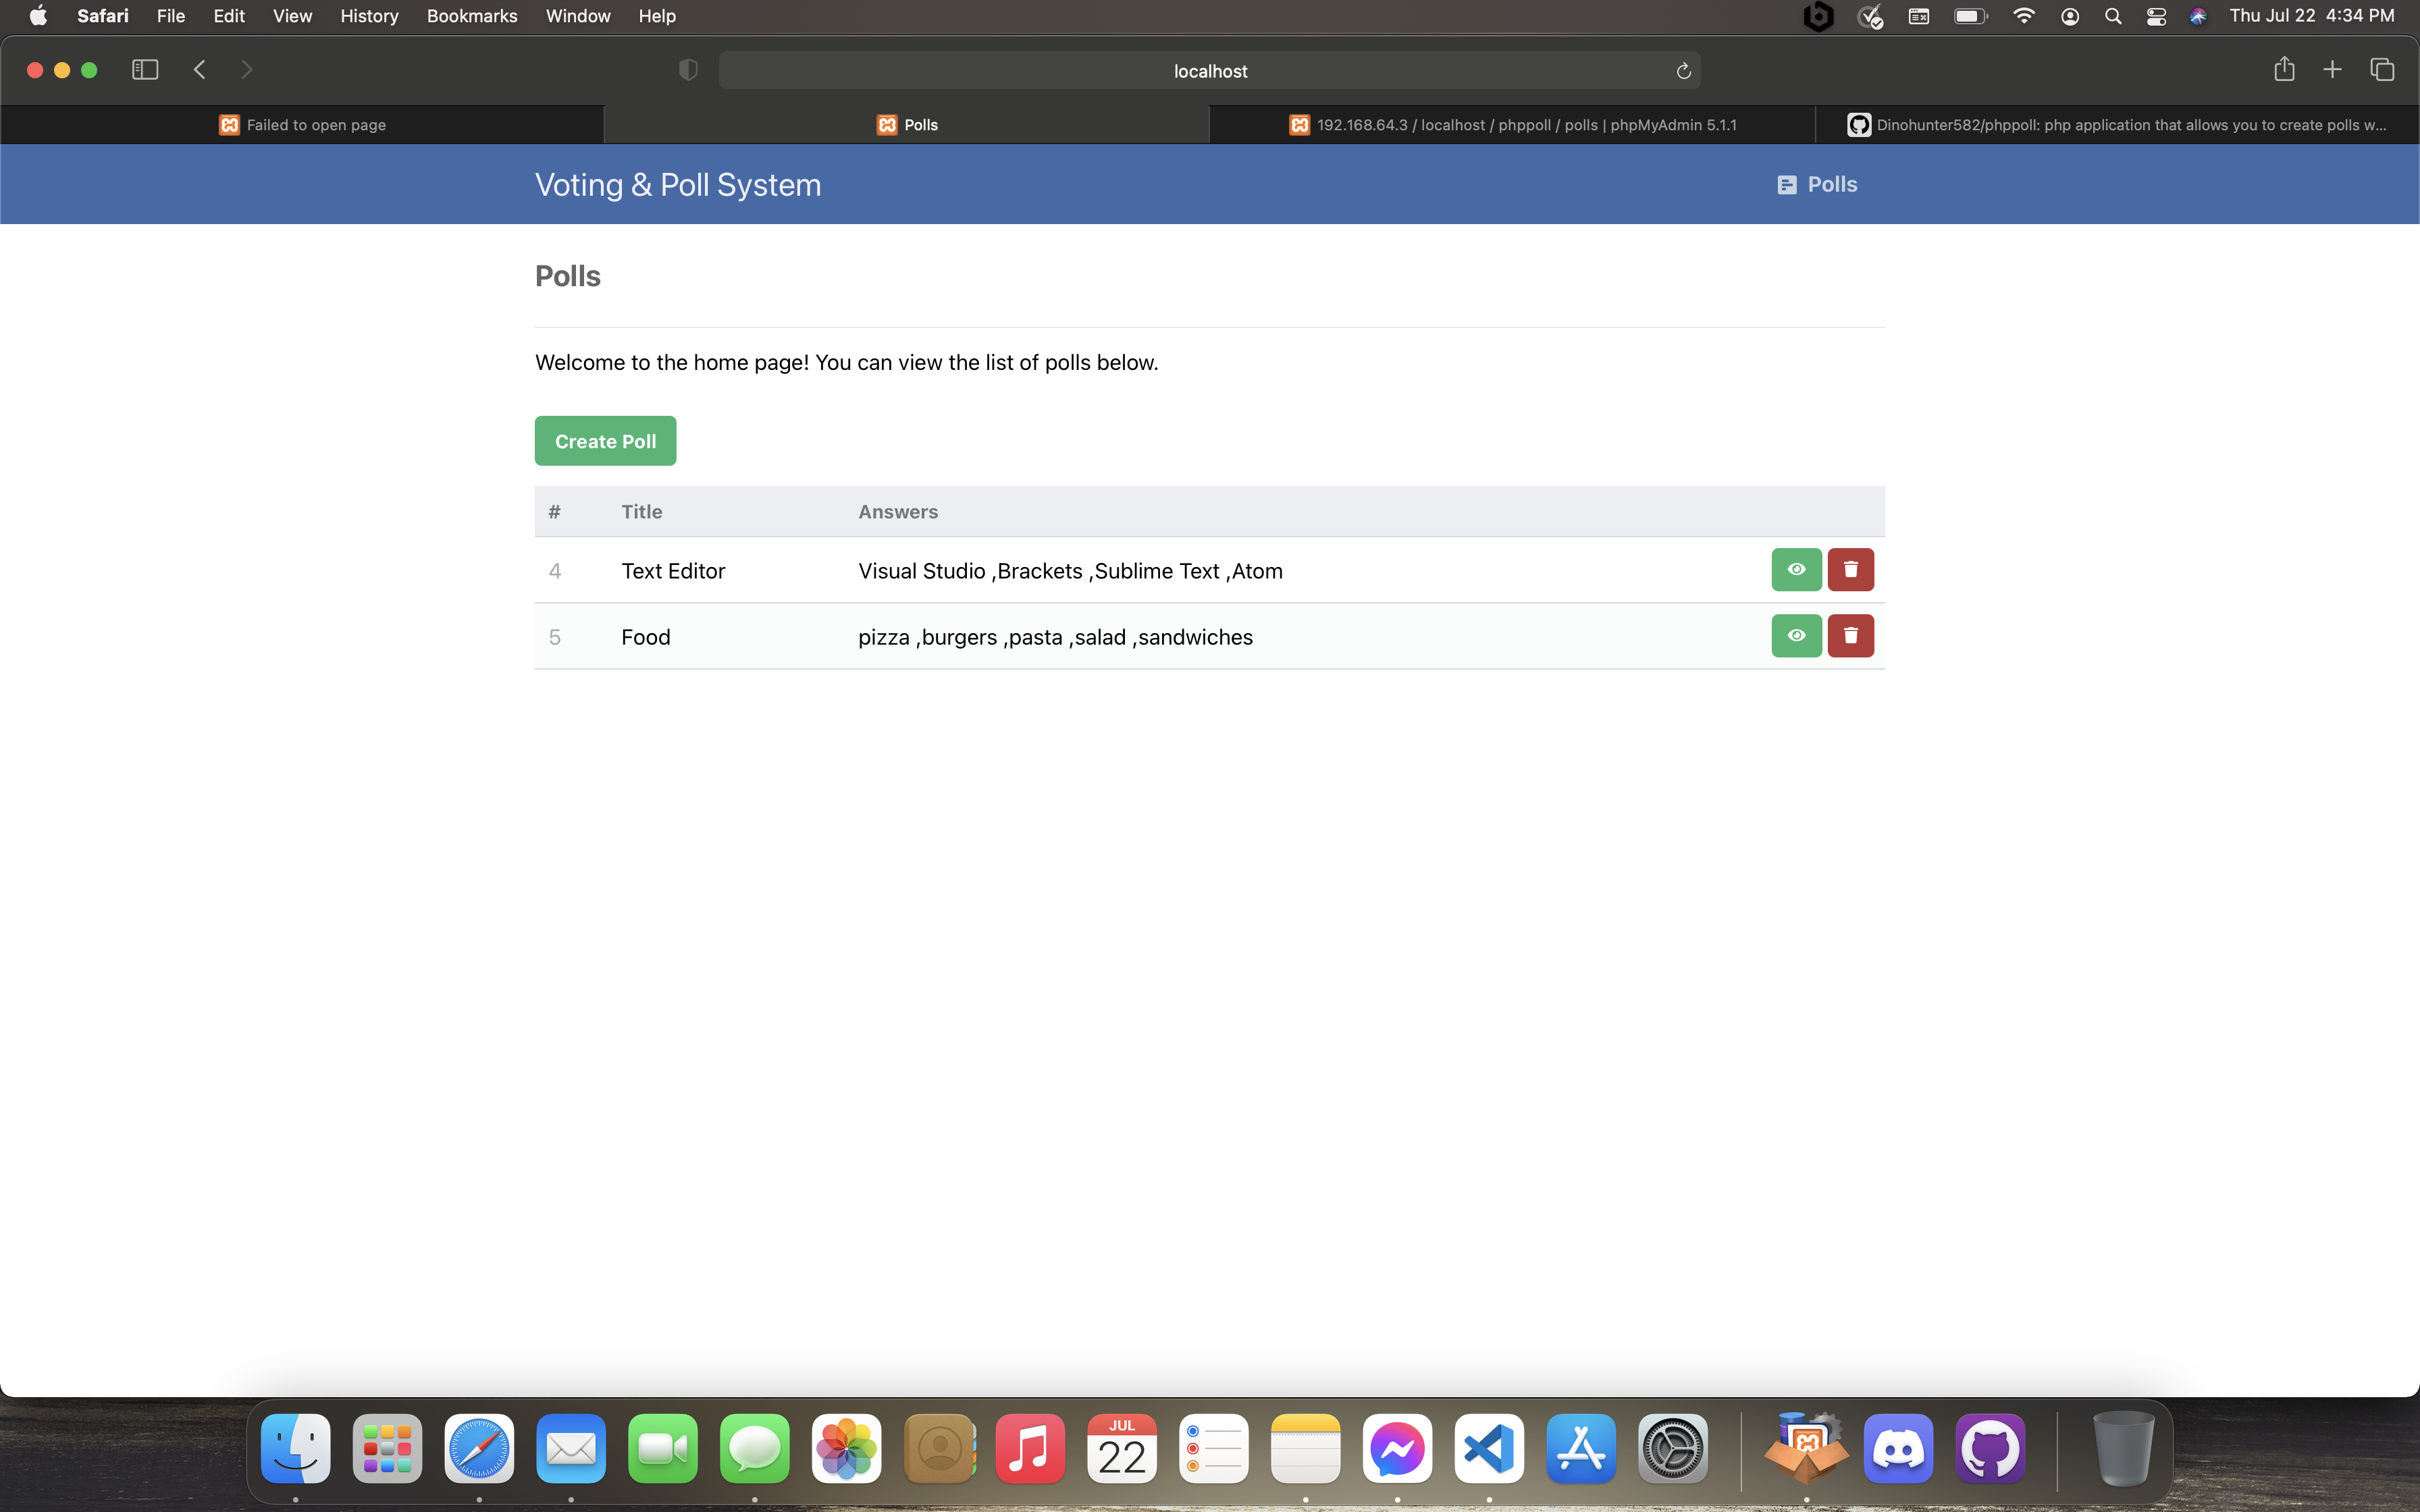 Safari File Edit View History Bookmarks Window Help Thu Jul 22 4:34 PM
localhost
Failed to open page Polls 192.168.64.3 / localhost / phppoll / polls | phpMyAdmin 5.1.1 Dinohunter582/phppoll: php application that allows you to create polls w...
Voting & Poll System Polls
Polls
Welcome to the home page! You can view the list of polls below.
Create Poll
# Title Answers
4 Text Editor Visual Studio ,Brackets ,Sublime Text ,Atom
5 Food pizza ,burgers ,pasta ,salad ,sandwiches
JUL
22